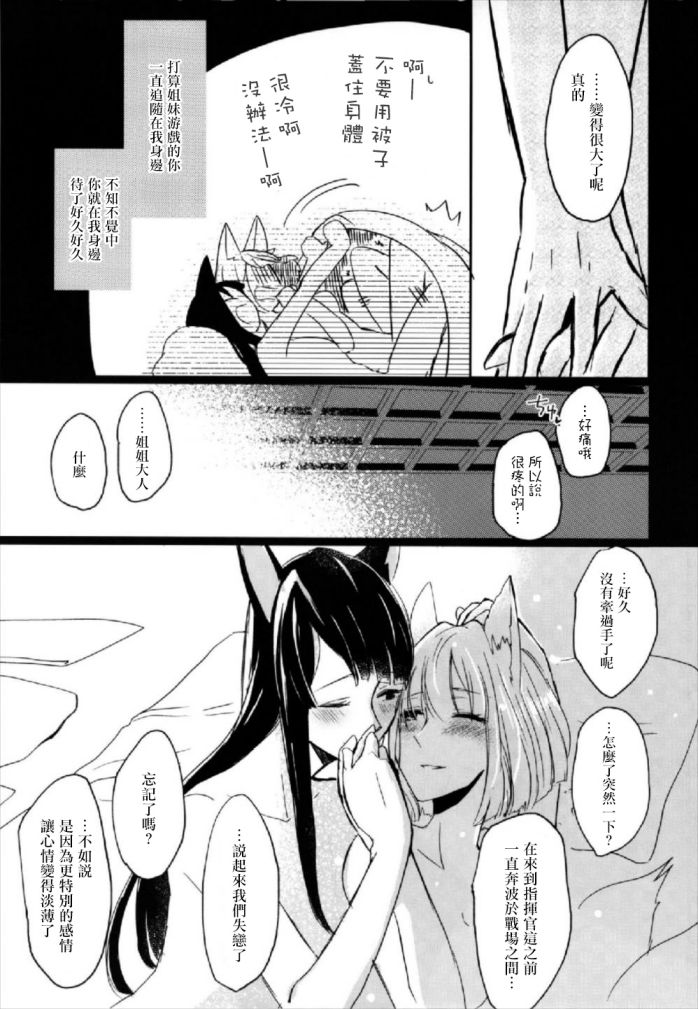 ……變得很大了呢
真的
啊—
不要用被子
蓋住身體
很冷啊
沒辦法—啊
打算姐妹游戲的你
一直追隨在我身邊
不知不覺中
你就在我身邊
待了好久好久
…好痛哦
所以說
很疼的啊…
……姐姐大人
什麼
…好久
沒有牽過手了呢
…怎麼了突然一下？
在來到指揮官這之前
一直奔波於戰場之間…
…說起來我們失戀了
忘記了嗎？
…不如說
是因為更特別的感情
讓心情變得淡薄了